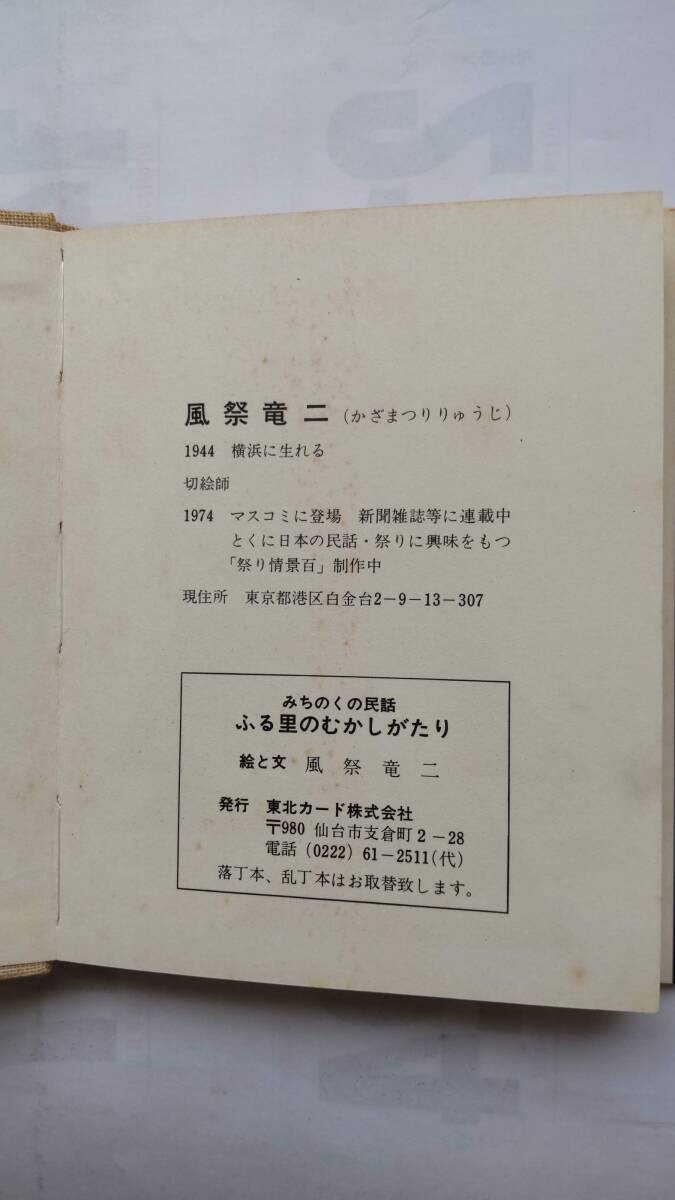 風祭竜二(かざまつりりゅうじ)
1944 横浜に生れる
切絵師
1974 マスコミに登場 新聞雑誌等に連載中
とくに日本の民話・祭りに興味をもつ
「祭り情景百」制作中
現住所 東京都港区白金台2-9-13-307
みちのくの民話
ふる里のむかしがたり
絵と文 風祭竜二
発行 東北カード株式会社
〒980 仙台市支倉町2-28
電話(0222)61-2511(代)
落丁本、乱丁本はお取替致します。